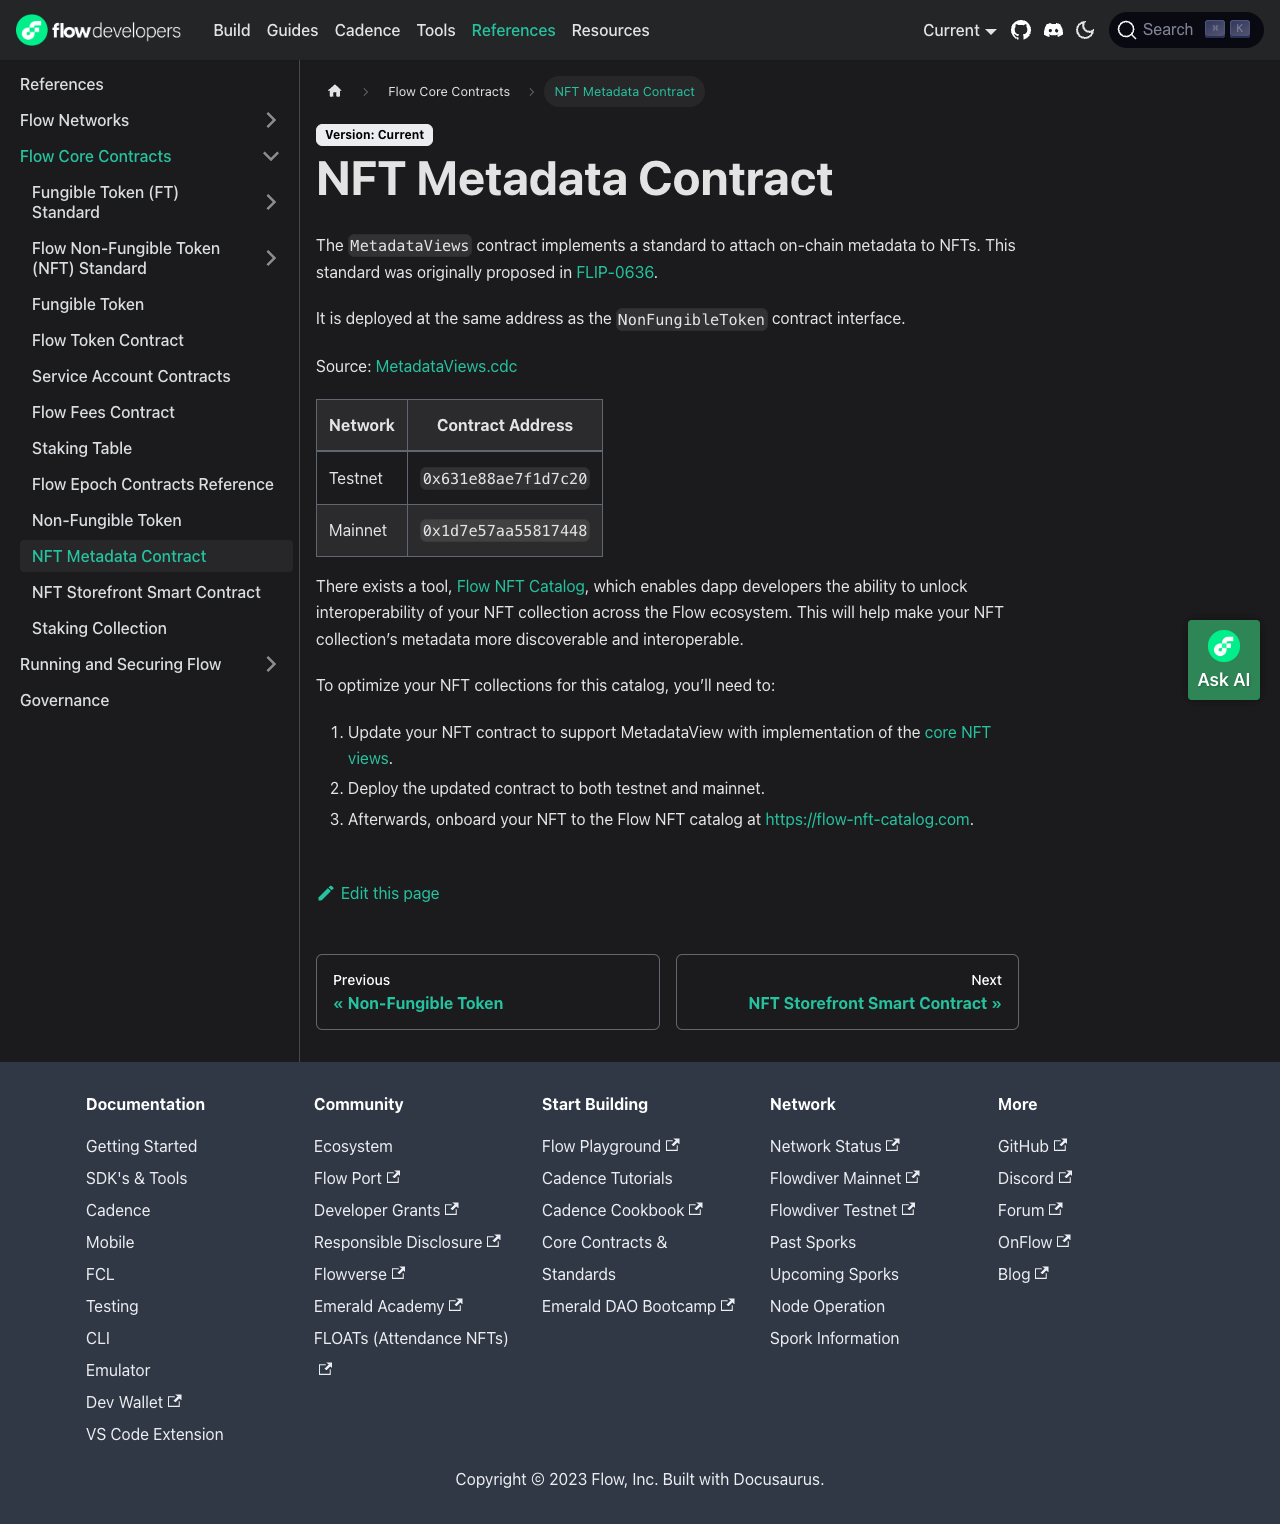 flowdevelopers Build Guides Cadence Tools References Resources Current Search ⌘ K
References
Flow Networks
Flow Core Contracts
Fungible Token (FT)
Standard
Flow Non-Fungible Token
(NFT) Standard
Fungible Token
Flow Token Contract
Service Account Contracts
Flow Fees Contract
Staking Table
Flow Epoch Contracts Reference
Non-Fungible Token
NFT Metadata Contract
NFT Storefront Smart Contract
Staking Collection
Running and Securing Flow
Governance
Flow Core Contracts NFT Metadata Contract
Version: Current
NFT Metadata Contract
The MetadataViews contract implements a standard to attach on-chain metadata to NFTs. This
standard was originally proposed in FLIP-0636.
It is deployed at the same address as the NonFungibleToken contract interface.
Source: MetadataViews.cdc
Network Contract Address
Testnet 0x631e88ae7f1d7c20
Mainnet 0x1d7e57aa55817448
There exists a tool, Flow NFT Catalog, which enables dapp developers the ability to unlock
interoperability of your NFT collection across the Flow ecosystem. This will help make your NFT
collection’s metadata more discoverable and interoperable.
To optimize your NFT collections for this catalog, you’ll need to:
1. Update your NFT contract to support MetadataView with implementation of the core NFT
views.
2. Deploy the updated contract to both testnet and mainnet.
3. Afterwards, onboard your NFT to the Flow NFT catalog at https://flow-nft-catalog.com.
Edit this page
Previous
« Non-Fungible Token
Next
NFT Storefront Smart Contract »
Ask AI
Documentation
Getting Started
SDK's & Tools
Cadence
Mobile
FCL
Testing
CLI
Emulator
Dev Wallet
VS Code Extension
Community
Ecosystem
Flow Port
Developer Grants
Responsible Disclosure
Flowverse
Emerald Academy
FLOATs (Attendance NFTs)
Start Building
Flow Playground
Cadence Tutorials
Cadence Cookbook
Core Contracts &
Standards
Emerald DAO Bootcamp
Network
Network Status
Flowdiver Mainnet
Flowdiver Testnet
Past Sporks
Upcoming Sporks
Node Operation
Spork Information
More
GitHub
Discord
Forum
OnFlow
Blog
Copyright © 2023 Flow, Inc. Built with Docusaurus.